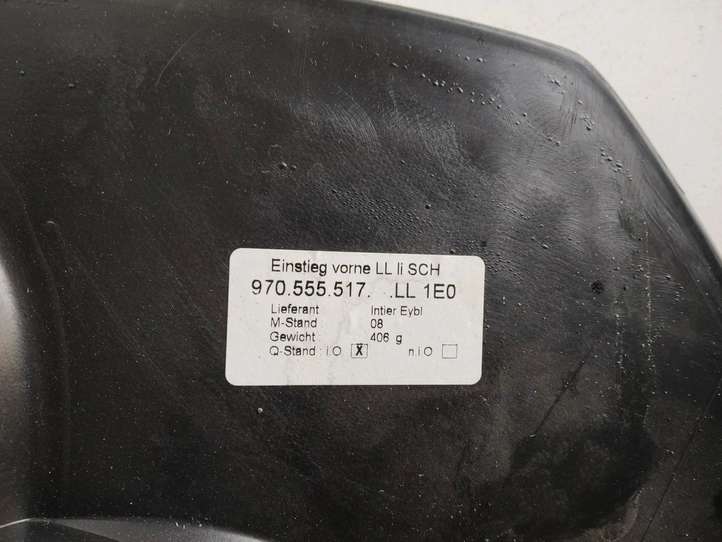 Einstieg vorne LL li SCH
970.555.517. .LL 1E0
Lieferant Intier Eybl
M-Stand 08
Gewicht 406 g
Q-Stand : i O X n.i O